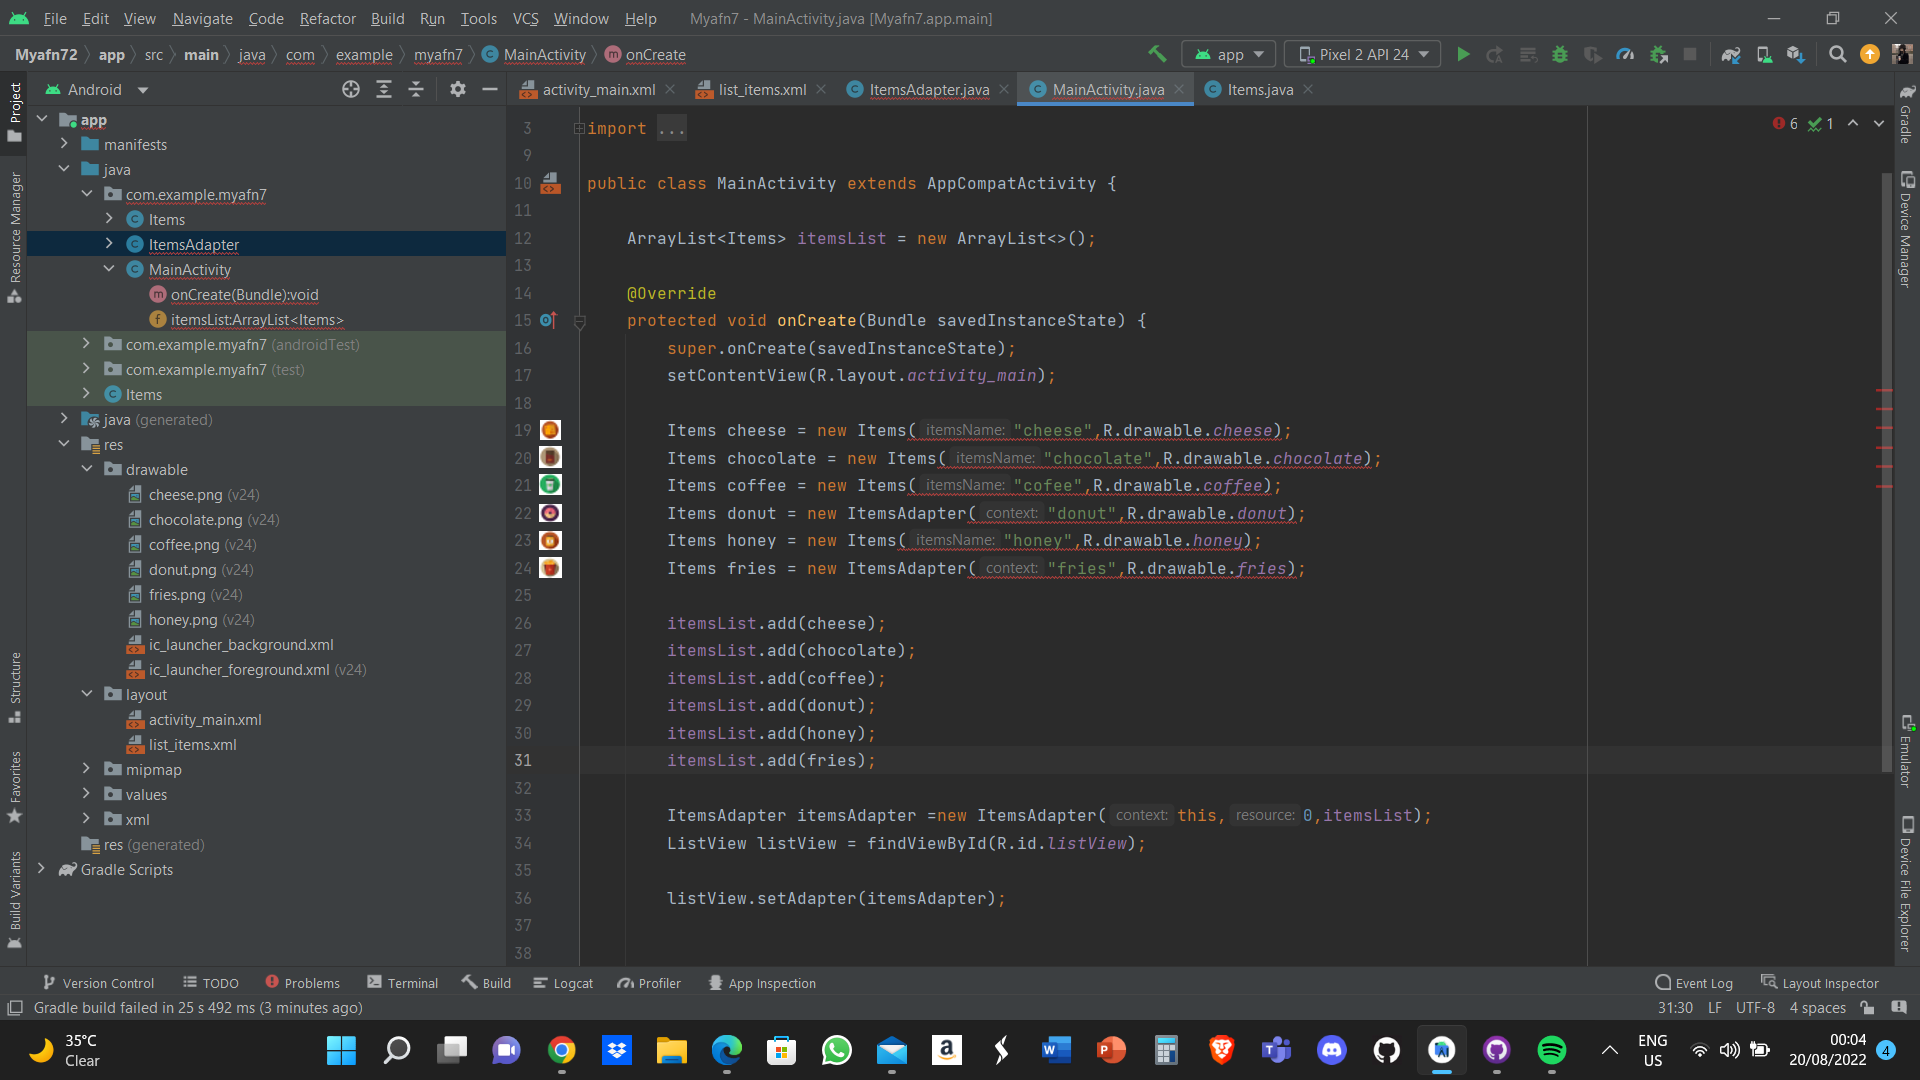 File Edit View Navigate Code Refactor Build Run Tools VCS Window Help Myafn7 - MainActivity.java [Myafn7.app.main]
Myafn72 app src main java com example myafn7 MainActivity onCreate app Pixel 2 API 24
Android
activity_main.xml list_items.xml ItemsAdapter.java MainActivity.java Items.java
Project
Resource Manager
Structure
Favorites
Build Variants
app
manifests
java
com.example.myafn7
Items
ItemsAdapter
MainActivity
onCreate(Bundle):void
itemsList:ArrayList<Items>
com.example.myafn7 (androidTest)
com.example.myafn7 (test)
Items
java (generated)
res
drawable
cheese.png (v24)
chocolate.png (v24)
coffee.png (v24)
donut.png (v24)
fries.png (v24)
honey.png (v24)
ic_launcher_background.xml
ic_launcher_foreground.xml (v24)
layout
activity_main.xml
list_items.xml
mipmap
values
xml
res (generated)
Gradle Scripts
6 1
3 import ...
9
10 public class MainActivity extends AppCompatActivity {
11
12 ArrayList<Items> itemsList = new ArrayList<>();
13
14 @Override
15 protected void onCreate(Bundle savedInstanceState) {
16 super.onCreate(savedInstanceState);
17 setContentView(R.layout.activity_main);
18
19 Items cheese = new Items( itemsName: "cheese",R.drawable.cheese);
20 Items chocolate = new Items( itemsName: "chocolate",R.drawable.chocolate);
21 Items coffee = new Items( itemsName: "cofee",R.drawable.coffee);
22 Items donut = new ItemsAdapter( context: "donut",R.drawable.donut);
23 Items honey = new Items( itemsName: "honey",R.drawable.honey);
24 Items fries = new ItemsAdapter( context: "fries",R.drawable.fries);
25
26 itemsList.add(cheese);
27 itemsList.add(chocolate);
28 itemsList.add(coffee);
29 itemsList.add(donut);
30 itemsList.add(honey);
31 itemsList.add(fries);
32
33 ItemsAdapter itemsAdapter =new ItemsAdapter( context: this, resource: 0,itemsList);
34 ListView listView = findViewById(R.id.listView);
35
36 listView.setAdapter(itemsAdapter);
37
38
Gradle
Device Manager
Emulator
Device File Explorer
Version Control TODO Problems Terminal Build Logcat Profiler App Inspection Event Log Layout Inspector
Gradle build failed in 25 s 492 ms (3 minutes ago) 31:30 LF UTF-8 4 spaces
35°C
Clear
ENG
US
00:04
20/08/2022
4